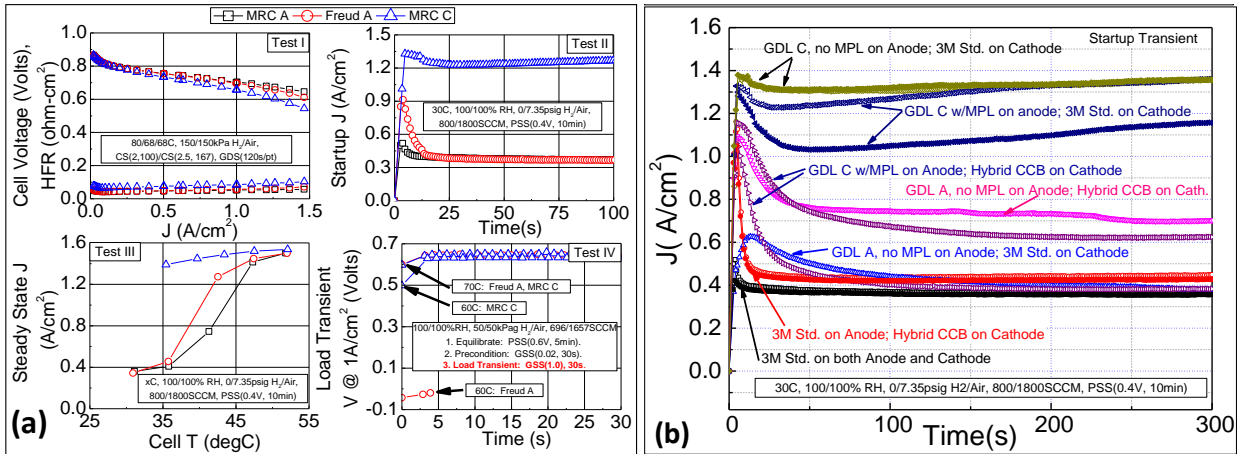 MRC A Freud A MRC C
Test I
Cell Voltage (Volts),
HFR (ohm-cm²)
1.0
0.8
0.6
0.4
0.2
0.0
80/68/68C, 150/150kPa H₂/Air,
CS(2,100)/CS(2.5, 167), GDS(120s/pt)
0.0 0.5 1.0 1.5
J (A/cm²)
Test II
Startup J (A/cm²)
1.5
1.2
0.9
0.6
0.3
0.0
30C, 100/100% RH, 0/7.35psig H₂/Air,
800/1800SCCM, PSS(0.4V, 10min)
0 25 50 75 100
Time(s)
Test III
Steady State J
(A/cm²)
1.6
1.2
0.8
0.4
0.0
xC, 100/100% RH, 0/7.35psig H₂/Air,
800/1800SCCM, PSS(0.4V, 10min)
25 35 45 55
Cell T (degC)
(a)
Test IV
Load Transient
V @ 1A/cm² (Volts)
0.7
0.6
0.5
0.4
0.3
0.2
0.1
0.0
-0.1
70C: Freud A, MRC C
60C: MRC C
100/100%RH, 50/50kPag H₂/Air, 696/1657SCCM
1. Equilibrate: PSS(0.6V, 5min).
2. Precondition: GSS(0.02, 30s).
3. Load Transient: GSS(1.0), 30s.
60C: Freud A
0 5 10 15 20 25 30
Time (s)
Startup Transient
J( A/cm²)
1.6
1.4
1.2
1.0
0.8
0.6
0.4
0.2
0.0
GDL C, no MPL on Anode; 3M Std. on Cathode
GDL C w/MPL on anode; 3M Std. on Cathode
GDL C w/MPL on Anode; Hybrid CCB on Cathode
GDL A, no MPL on Anode; Hybrid CCB on Cath.
GDL A, no MPL on Anode; 3M Std. on Cathode
3M Std. on Anode; Hybrid CCB on Cathode
3M Std. on both Anode and Cathode
30C, 100/100% RH, 0/7.35psig H2/Air, 800/1800SCCM, PSS(0.4V, 10min)
0 100 200 300
Time(s)
(b)